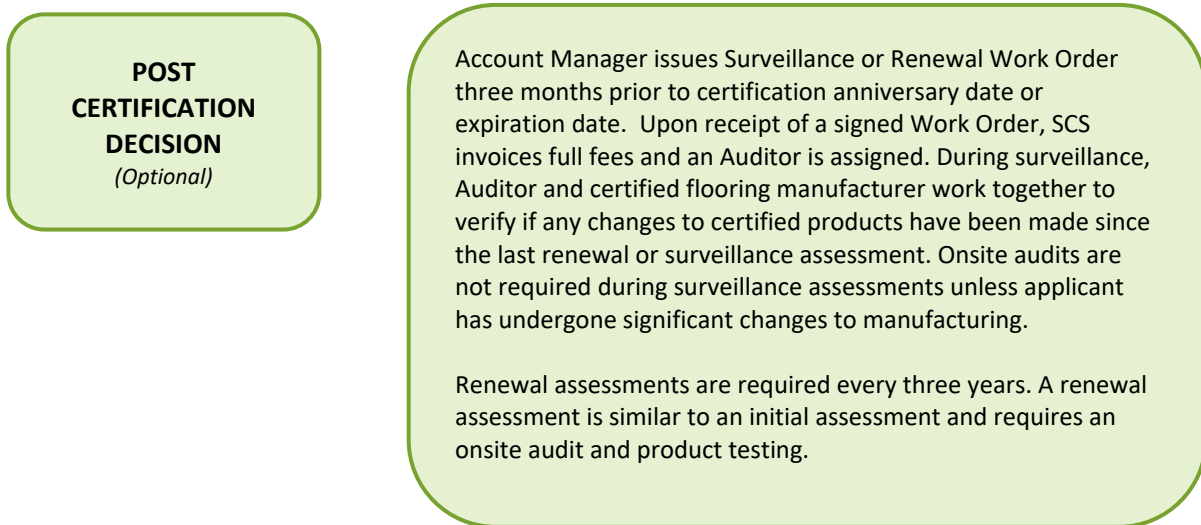 POST
CERTIFICATION
DECISION
(Optional)
Account Manager issues Surveillance or Renewal Work Order
three months prior to certification anniversary date or
expiration date.  Upon receipt of a signed Work Order, SCS
invoices full fees and an Auditor is assigned. During surveillance,
Auditor and certified flooring manufacturer work together to
verify if any changes to certified products have been made since
the last renewal or surveillance assessment. Onsite audits are
not required during surveillance assessments unless applicant
has undergone significant changes to manufacturing.
Renewal assessments are required every three years. A renewal
assessment is similar to an initial assessment and requires an
onsite audit and product testing.